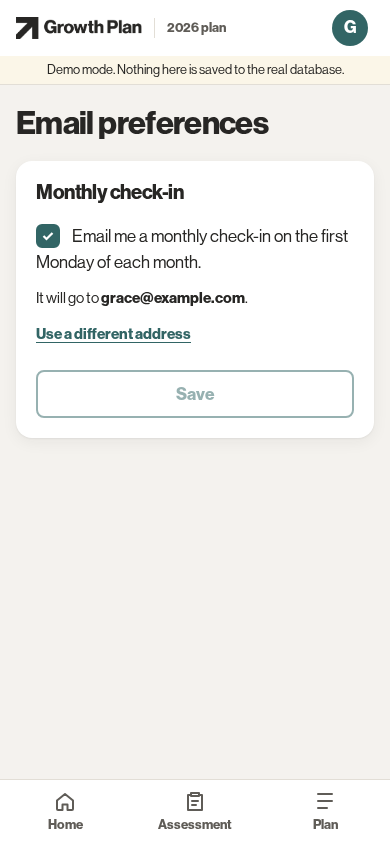 Growth Plan
2026 plan
G
Demo mode. Nothing here is saved to the real database.
Email preferences
Monthly check-in
Email me a monthly check-in on the first
Monday of each month.
It will go to grace@example.com.
Use a different address
Save
Home
Assessment
Plan